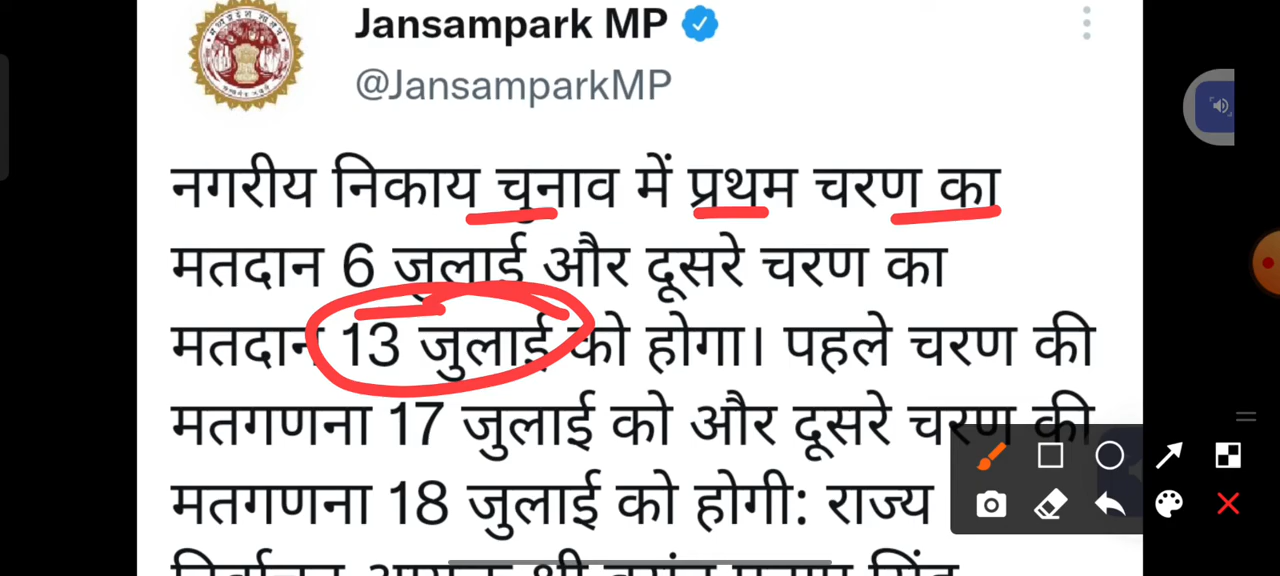 Jansampark MP
@JansamparkMP
नगरीय निकाय चुनाव में प्रथम चरण का
मतदान 6 जुलाई और दूसरे चरण का
मतदान 13 जुलाई को होगा। पहले चरण की
मतगणना 17 जुलाई को और दूसरे चरण की
मतगणना 18 जुलाई को होगी: राज्य